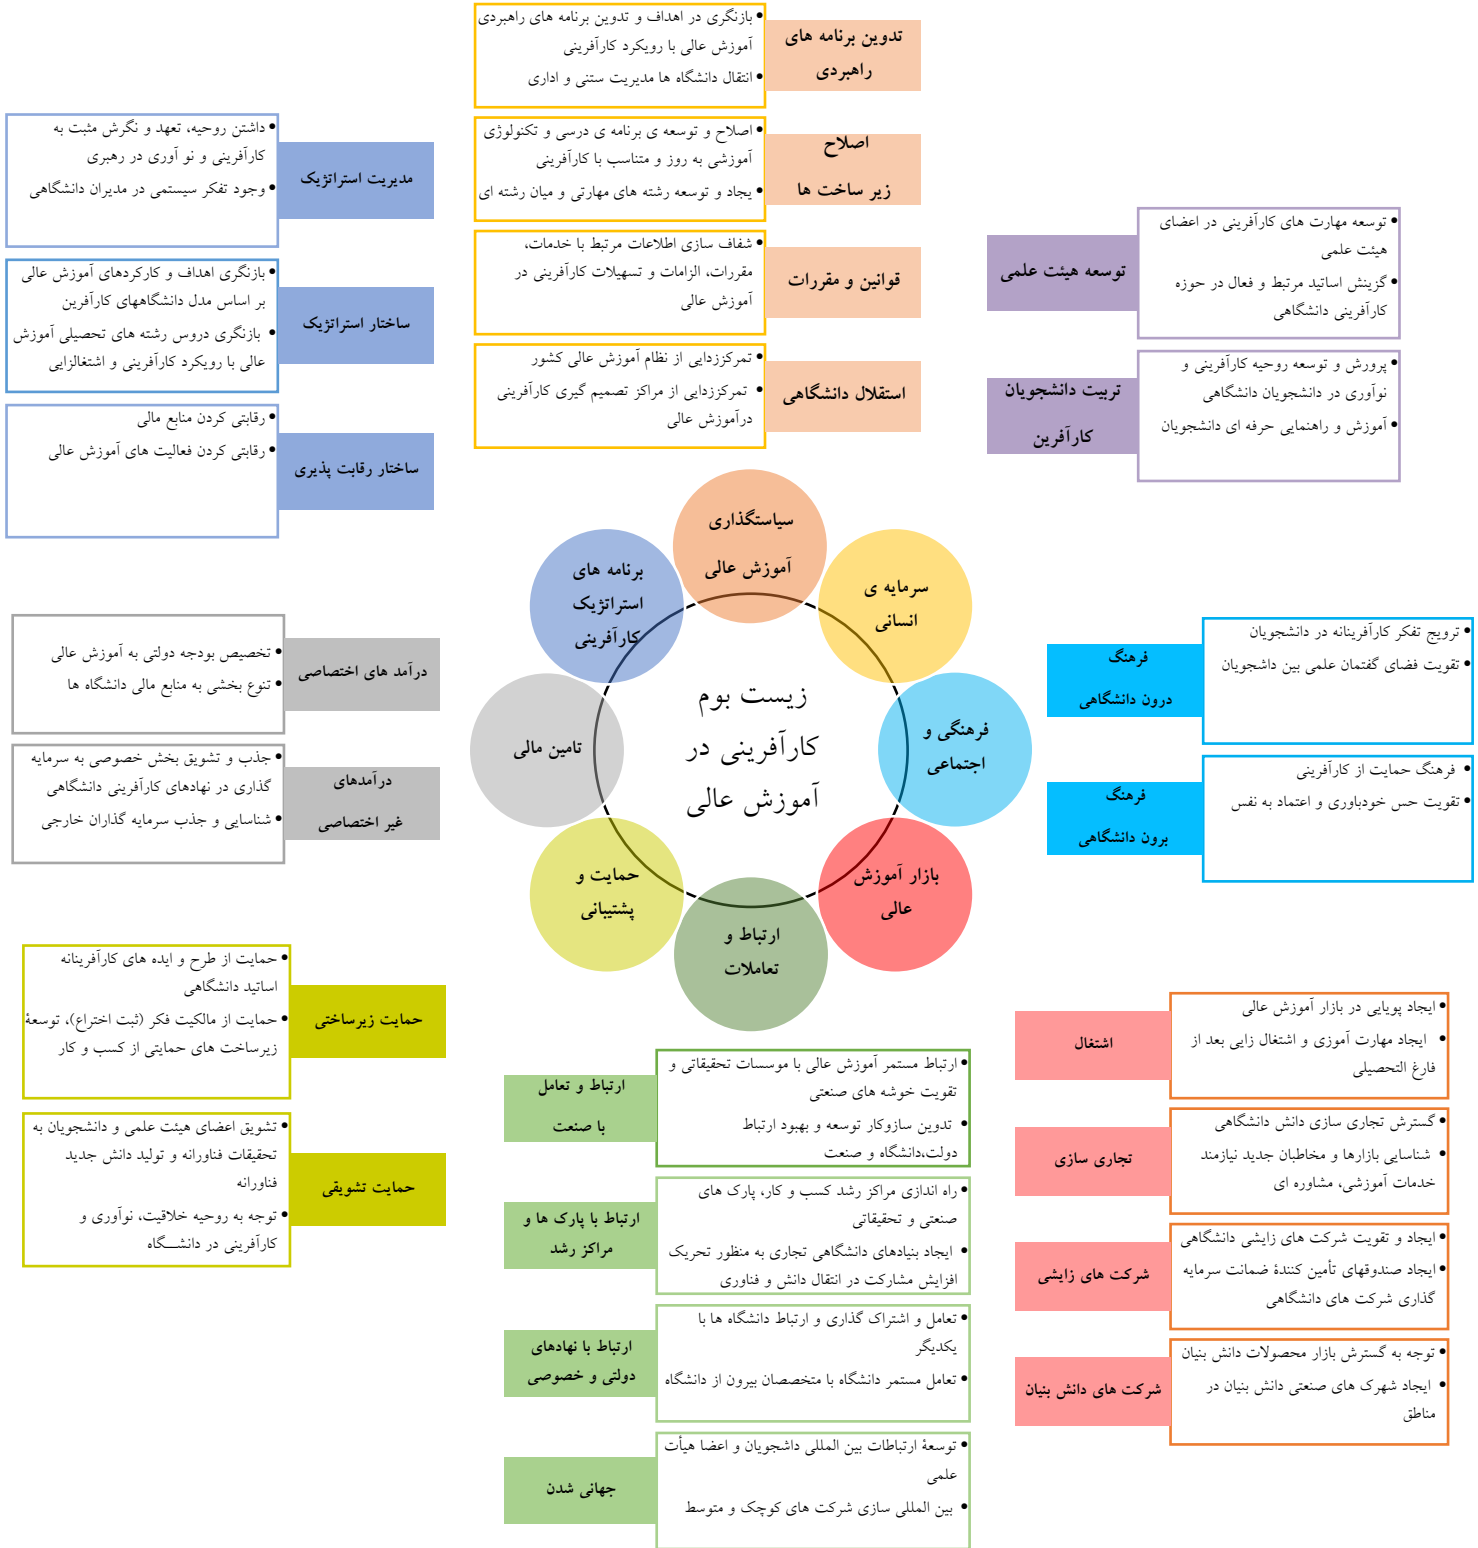 تدوین برنامه های
راهبردی
•بازنگری در اهداف و تدوین برنامه های راهبردی
آموزش عالی با رویکرد کارآفرینی
•انتقال دانشگاه ها مدیریت ستنی و اداری
اصلاح
زیر ساخت ها
•اصلاح و توسعه ی برنامه ی درسی و تکنولوژی
آموزشی به روز و متناسب با کارآفرینی
•یجاد و توسعه رشته های مهارتی و میان رشته ای
قوانین و مقررات
•شفاف سازی اطلاعات مرتبط با خدمات،
مقررات، الزامات و تسهیلات کارآفرینی در
آموزش عالی
استقلال دانشگاهی
•تمرکززدایی از نظام آموزش عالی کشور
• تمرکززدایی از مراکز تصمیم گیری کارآفرینی
درآموزش عالی
توسعه هیئت علمی
•توسعه مهارت های کارآفرینی در اعضای
هیئت علمی
•گزینش اساتید مرتبط و فعال در حوزه
کارآفرینی دانشگاهی
تربیت دانشجویان
کارآفرین
•پرورش و توسعه روحیه کارآفرینی و
نوآوری در دانشجویان دانشگاهی
•آموزش و راهنمایی حرفه ای دانشجویان
مدیریت استراتژیک
•داشتن روحیه، تعهد و نگرش مثبت به
کارآفرینی و نو آوری در رهبری
•وجود تفکر سیستمی در مدیران دانشگاهی
ساختار استراتژیک
•بازنگری اهداف و کارکردهای آموزش عالی
بر اساس مدل دانشگاههای کارآفرین
• بازنگری دروس رشته های تحصیلی آموزش
عالی با رویکرد کارآفرینی و اشتغالزایی
ساختار رقابت پذیری
•رقابتی کردن منابع مالی
•رقابتی کردن فعالیت های آموزش عالی
سیاستگذاری
آموزش عالی
سرمایه ی
انسانی
فرهنگی و
اجتماعی
بازار آموزش
عالی
ارتباط و
تعاملات
حمایت و
پشتیبانی
تامین مالی
برنامه های
استراتژیک
کارآفرینی
زیست بوم
کارآفرینی در
آموزش عالی
فرهنگ
درون دانشگاهی
•ترویج تفکر کارآفرینانه در دانشجویان
•تقویت فضای گفتمان علمی بین داشجویان
فرهنگ
برون دانشگاهی
• فرهنگ حمایت از کارآفرینی
•تقویت حس خودباوری و اعتماد به نفس
درآمد های اختصاصی
•تخصیص بودجه دولتی به آموزش عالی
•تنوع بخشی به منابع مالی دانشگاه ها
درآمدهای
غیر اختصاصی
•جذب و تشویق بخش خصوصی به سرمایه
گذاری در نهادهای کارآفرینی دانشگاهی
•شناسایی و جذب سرمایه گذاران خارجی
حمایت زیرساختی
•حمایت از طرح و ایده های کارآفرینانه
اساتید دانشگاهی
•حمایت از مالکیت فکر (ثبت اختراع)، توسعۀ
زیرساخت های حمایتی از کسب و کار
حمایت تشویقی
•تشویق اعضای هیئت علمی و دانشجویان به
تحقیقات فناورانه و تولید دانش جدید
فناورانه
•توجه به روحیه خلاقیت، نوآوری و
کارآفرینی در دانشـــگاه
ارتباط و تعامل
با صنعت
•ارتباط مستمر آموزش عالی با موسسات تحقیقاتی و
تقویت خوشه های صنعتی
• تدوین سازوکار توسعه و بهبود ارتباط
دولت،دانشگاه و صنعت
ارتباط با پارک ها و
مراکز رشد
•راه اندازی مراکز رشد کسب و کار، پارک های
صنعتی و تحقیقاتی
• ایجاد بنیادهای دانشگاهی تجاری به منظور تحریک
افزایش مشارکت در انتقال دانش و فناوری
ارتباط با نهادهای
دولتی و خصوصی
•تعامل و اشتراک گذاری و ارتباط دانشگاه ها با
یکدیگر
•تعامل مستمر دانشگاه با متخصصان بیرون از دانشگاه
جهانی شدن
•توسعۀ ارتباطات بین المللی داشجویان و اعضا هیأت
علمی
• بین المللی سازی شرکت های کوچک و متوسط
اشتغال
•ایجاد پویایی در بازار آموزش عالی
• ایجاد مهارت آموزی و اشتغال زایی بعد از
فارغ التحصیلی
تجاری سازی
•گسترش تجاری سازی دانش دانشگاهی
• شناسایی بازارها و مخاطبان جدید نیازمند
خدمات آموزشی، مشاوره ای
شرکت های زایشی
•ایجاد و تقویت شرکت های زایشی دانشگاهی
•ایجاد صندوقهای تأمین کنندۀ ضمانت سرمایه
گذاری شرکت های دانشگاهی
شرکت های دانش بنیان
•توجه به گسترش بازار محصولات دانش بنیان
• ایجاد شهرک های صنعتی دانش بنیان در
مناطق